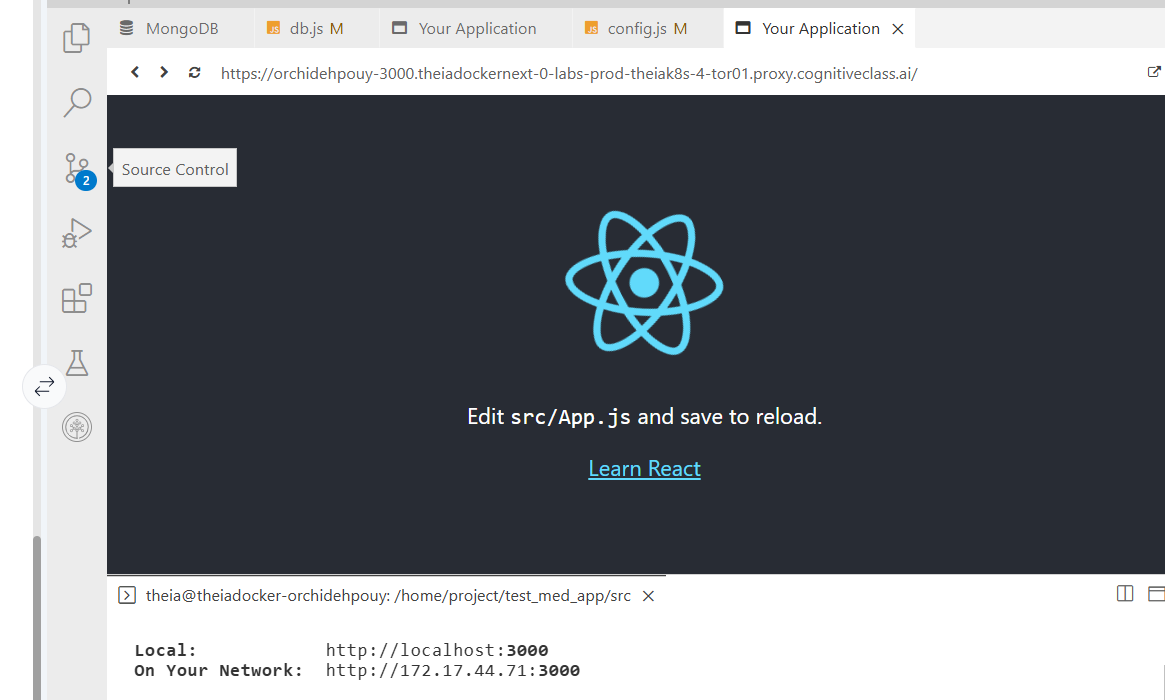 MongoDB
JS db.js M
Your Application
JS config.js M
Your Application
https://orchidehpouy-3000.theiadockernext-0-labs-prod-theiak8s-4-tor01.proxy.cognitiveclass.ai/
Source Control
2
Edit src/App.js and save to reload.
Learn React
theia@theiadocker-orchidehpouy: /home/project/test_med_app/src
Local: http://localhost:3000
On Your Network: http://172.17.44.71:3000